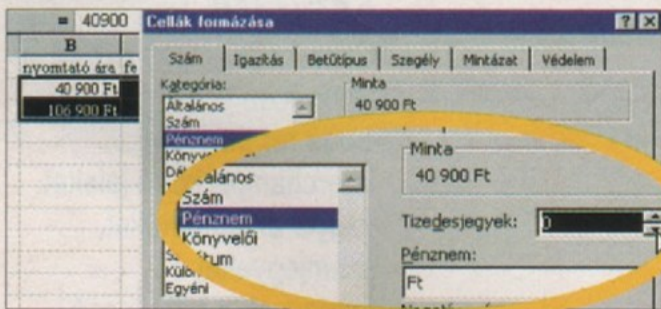 = 40900
Cellák formázása
B
nyomtató ára fe
40 900 Ft
106 900 Ft
Szám Igazítás Betűtípus Szegély Mintázat Védelem
Kategória:
Általános
Szám
Pénznem
Minta
40 900 Ft
Egyéni
Szám
Pénznem
Könyvelői
Minta
40 900 Ft
Tizedesjegyek: 0
Pénznem:
Ft